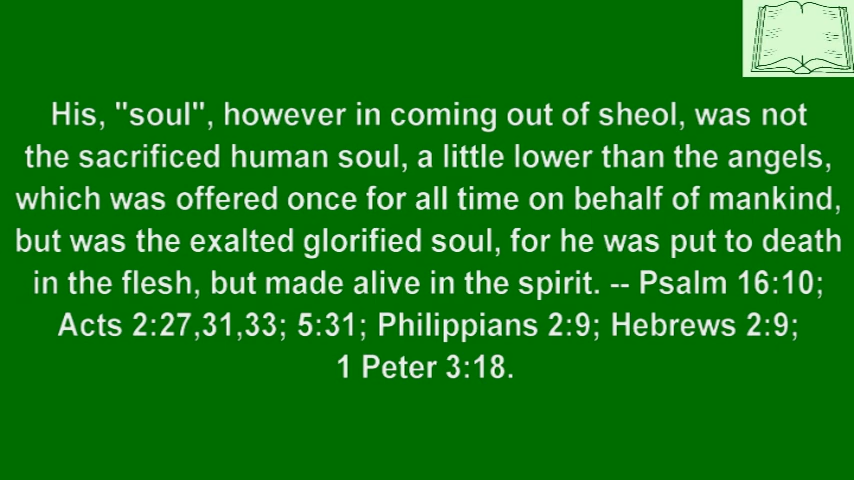 His, "soul", however in coming out of sheol, was not
the sacrificed human soul, a little lower than the angels,
which was offered once for all time on behalf of mankind,
but was the exalted glorified soul, for he was put to death
in the flesh, but made alive in the spirit. -- Psalm 16:10;
Acts 2:27,31,33; 5:31; Philippians 2:9; Hebrews 2:9;
1 Peter 3:18.